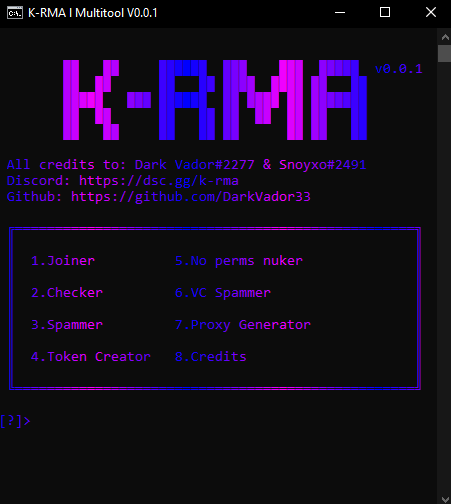 K-RMA I Multitool V0.0.1
K-RMA v0.0.1
All credits to: Dark Vador#2277 & Snoyxo#2491
Discord: https://dsc.gg/k-rma
Github: https://github.com/DarkVador33
1.Joiner 5.No perms nuker
2.Checker 6.VC Spammer
3.Spammer 7.Proxy Generator
4.Token Creator 8.Credits
[?]>